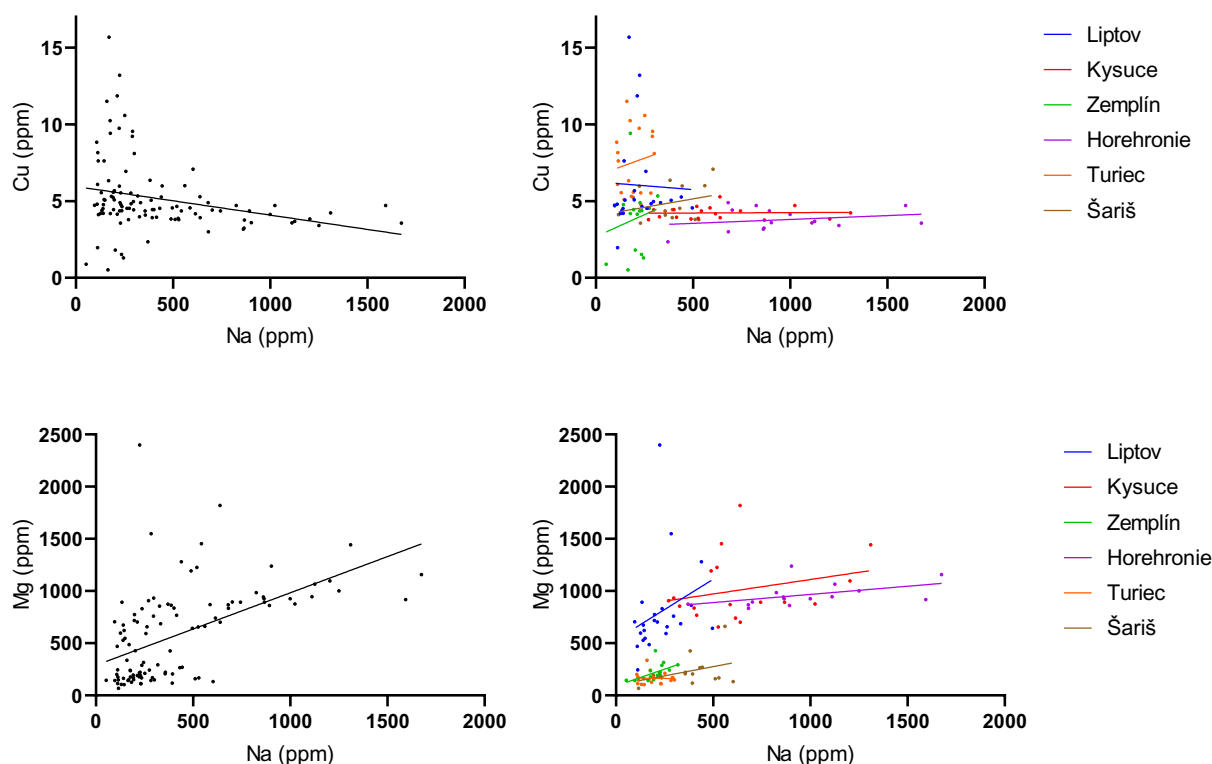 Cu (ppm)
15
10
5
0
0 500 1000 1500 2000
Na (ppm)
Cu (ppm)
15
10
5
0
0 500 1000 1500 2000
Na (ppm)
Liptov
Kysuce
Zemplín
Horehronie
Turiec
Šariš
Mg (ppm)
2500
2000
1500
1000
500
0
0 500 1000 1500 2000
Na (ppm)
Mg (ppm)
2500
2000
1500
1000
500
0
0 500 1000 1500 2000
Na (ppm)
Liptov
Kysuce
Zemplín
Horehronie
Turiec
Šariš